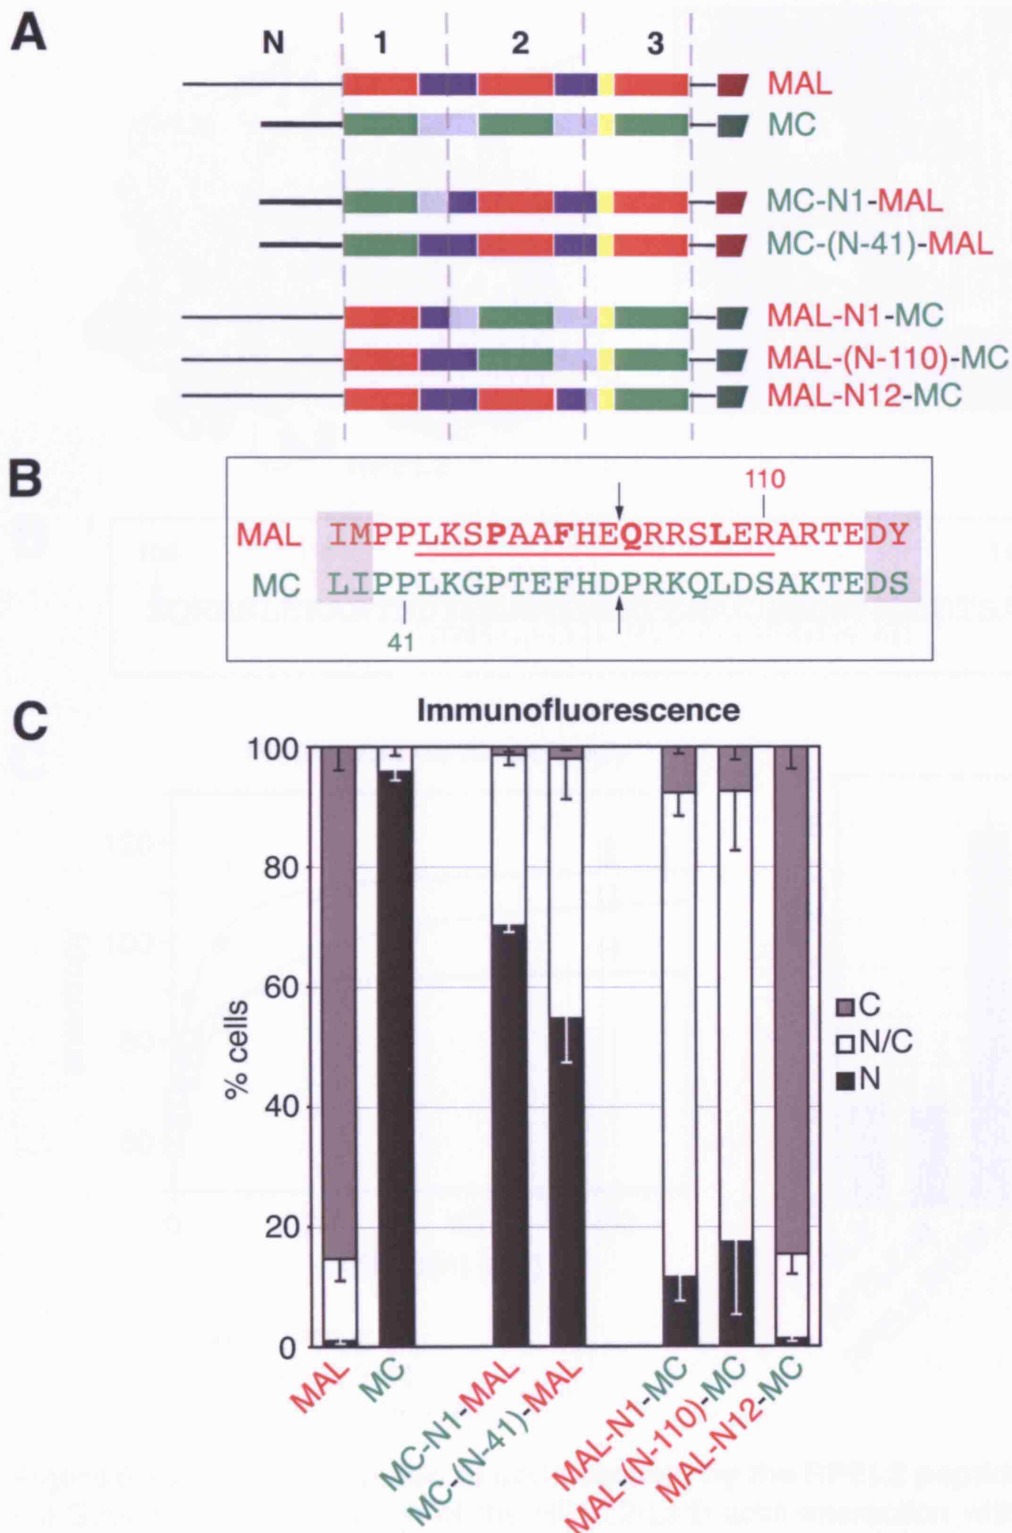 A
N 1 2 3
MAL
MC
MC-N1-MAL
MC-(N-41)-MAL
MAL-N1-MC
MAL-(N-110)-MC
MAL-N12-MC
B
110
MAL IMPPLKSPAAFHEQRRSLERARTEDY
MC LIPPLKGPTEFHDPRKQLDSAKTEDS
41
C
Immunofluorescence
100
80
60
40
20
0
% cells
C
N/C
N
MAL
MC
MC-N1-MAL
MC-(N-41)-MAL
MAL-N1-MC
MAL-(N-110)-MC
MAL-N12-MC